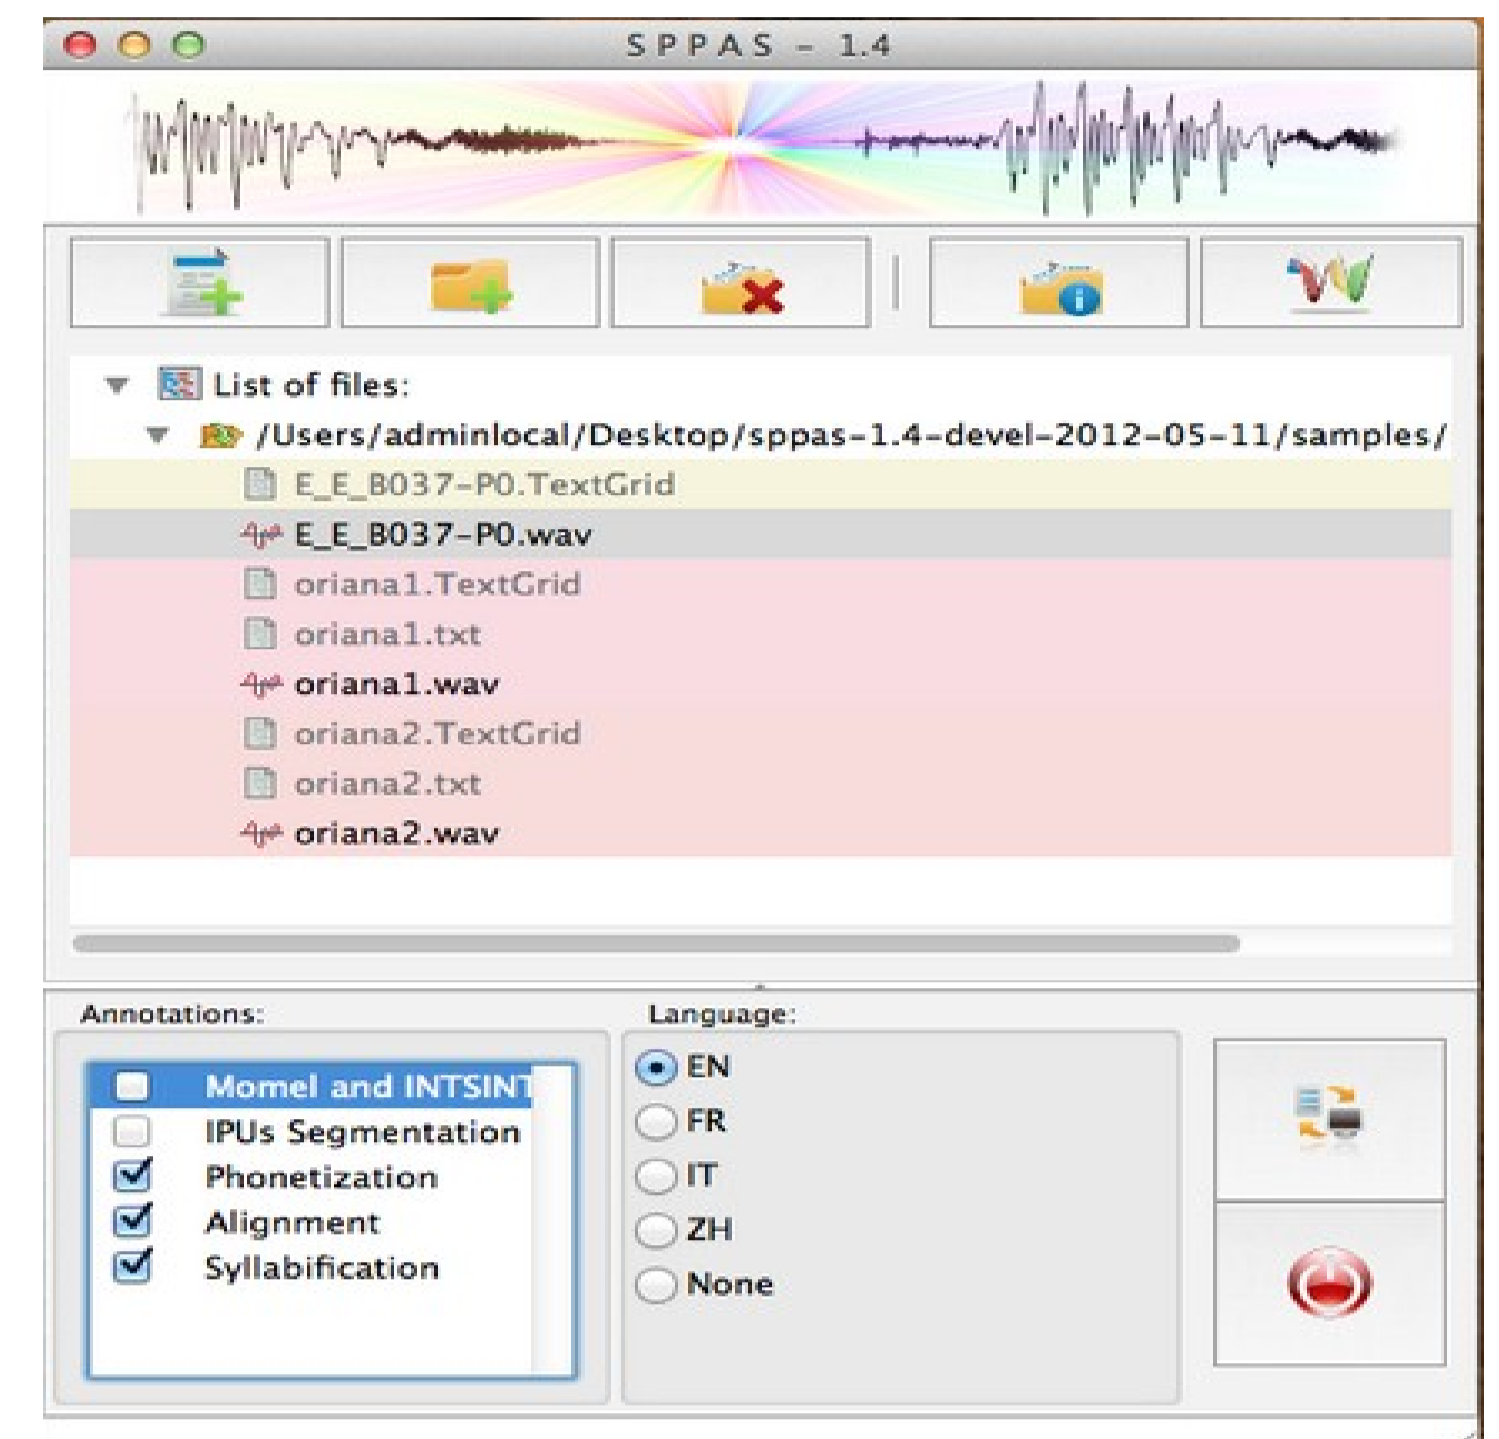 SPPAS - 1.4
List of files:
/Users/adminlocal/Desktop/sppas-1.4-devel-2012-05-11/samples/
E_E_B037-P0.TextGrid
E_E_B037-P0.wav
oriana1.TextGrid
oriana1.txt
oriana1.wav
oriana2.TextGrid
oriana2.txt
oriana2.wav
Annotations:
Momel and INTSINT
IPUs Segmentation
Phonetization
Alignment
Syllabification
Language:
EN
FR
IT
ZH
None